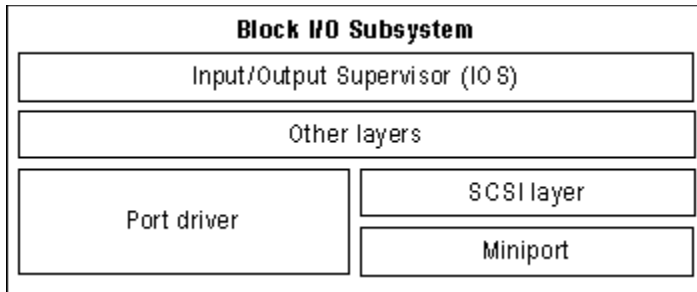 Block I/O Subsystem
Input/Output Supervisor (IOS)
Other layers
Port driver
SCSI layer
Miniport